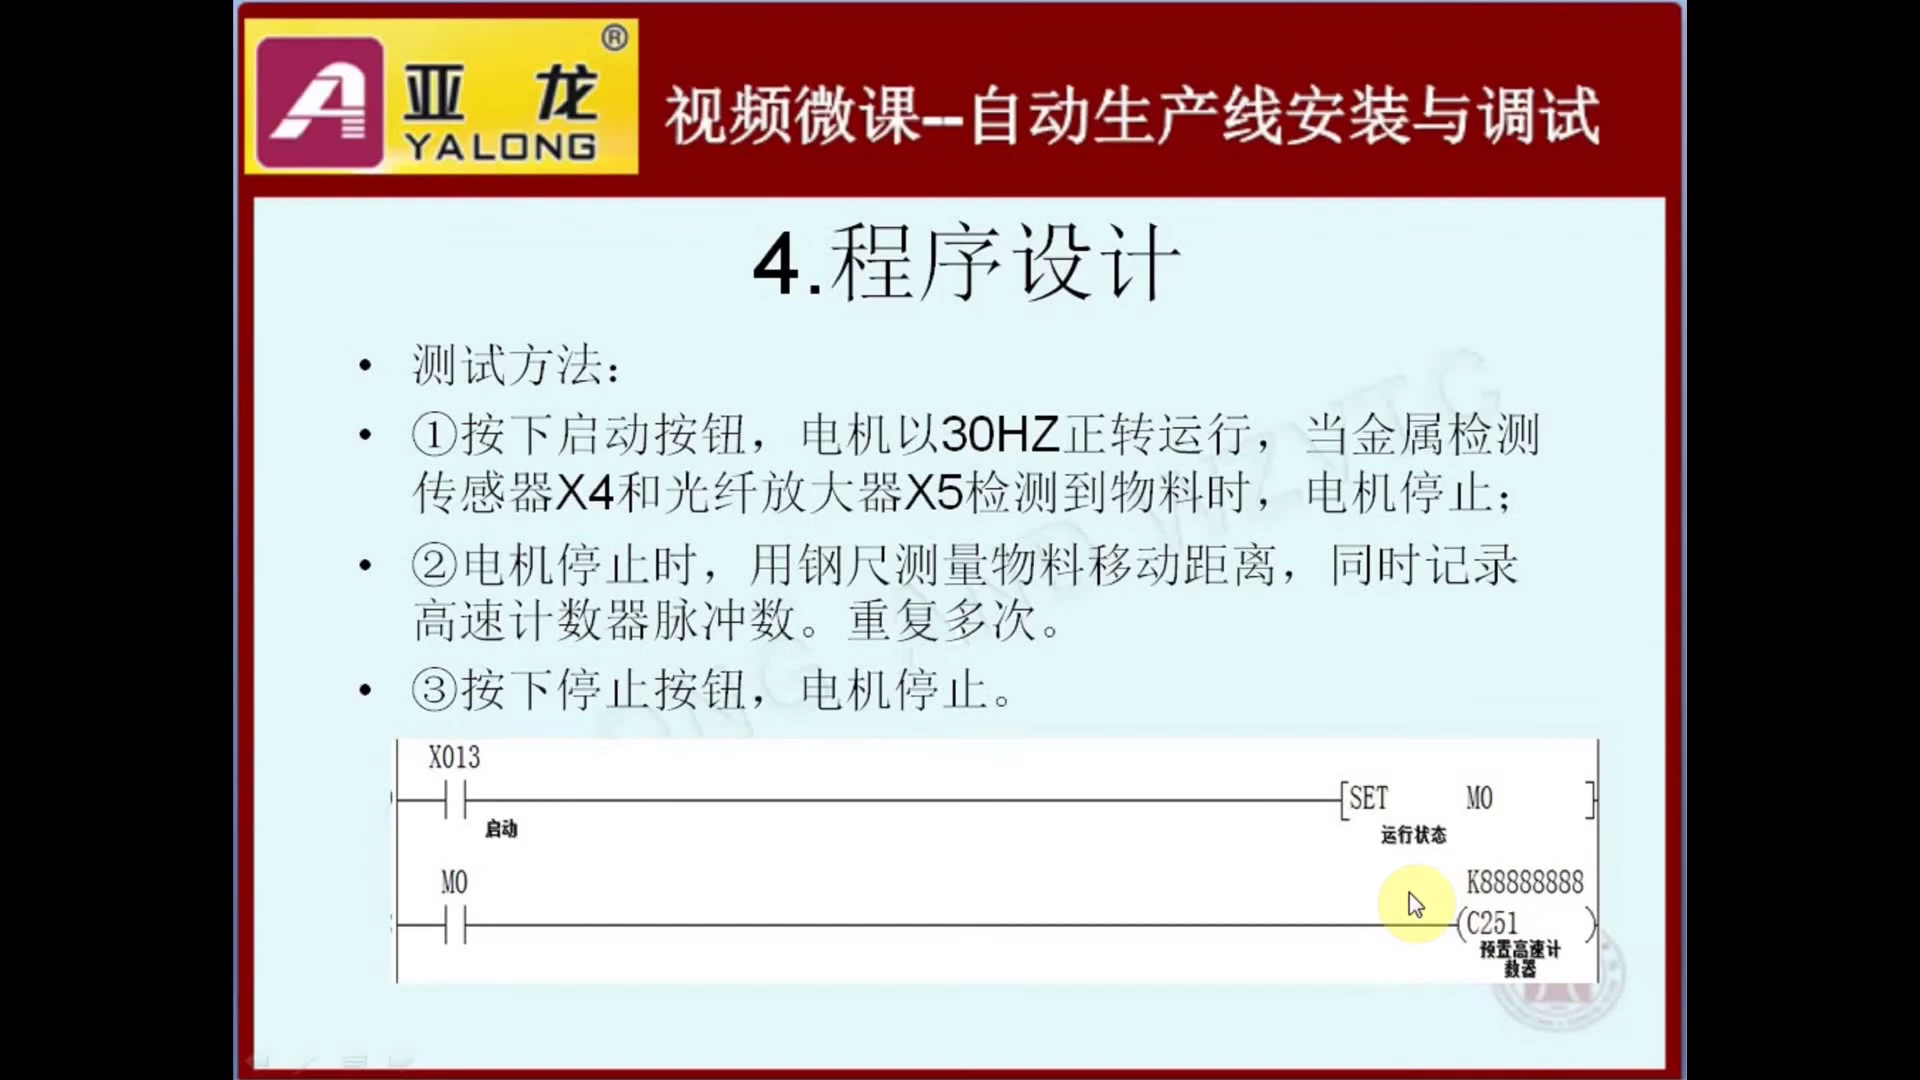 亚龙®
YALONG
视频微课--自动生产线安装与调试
4.程序设计
• 测试方法：
• ①按下启动按钮，电机以30HZ正转运行，当金属检测
传感器X4和光纤放大器X5检测到物料时，电机停止；
• ②电机停止时，用钢尺测量物料移动距离，同时记录
高速计数器脉冲数。重复多次。
• ③按下停止按钮，电机停止。
X013
[SET M0 ]
启动
运行状态
M0
K88888888
(C251 )
预置高速计
数器